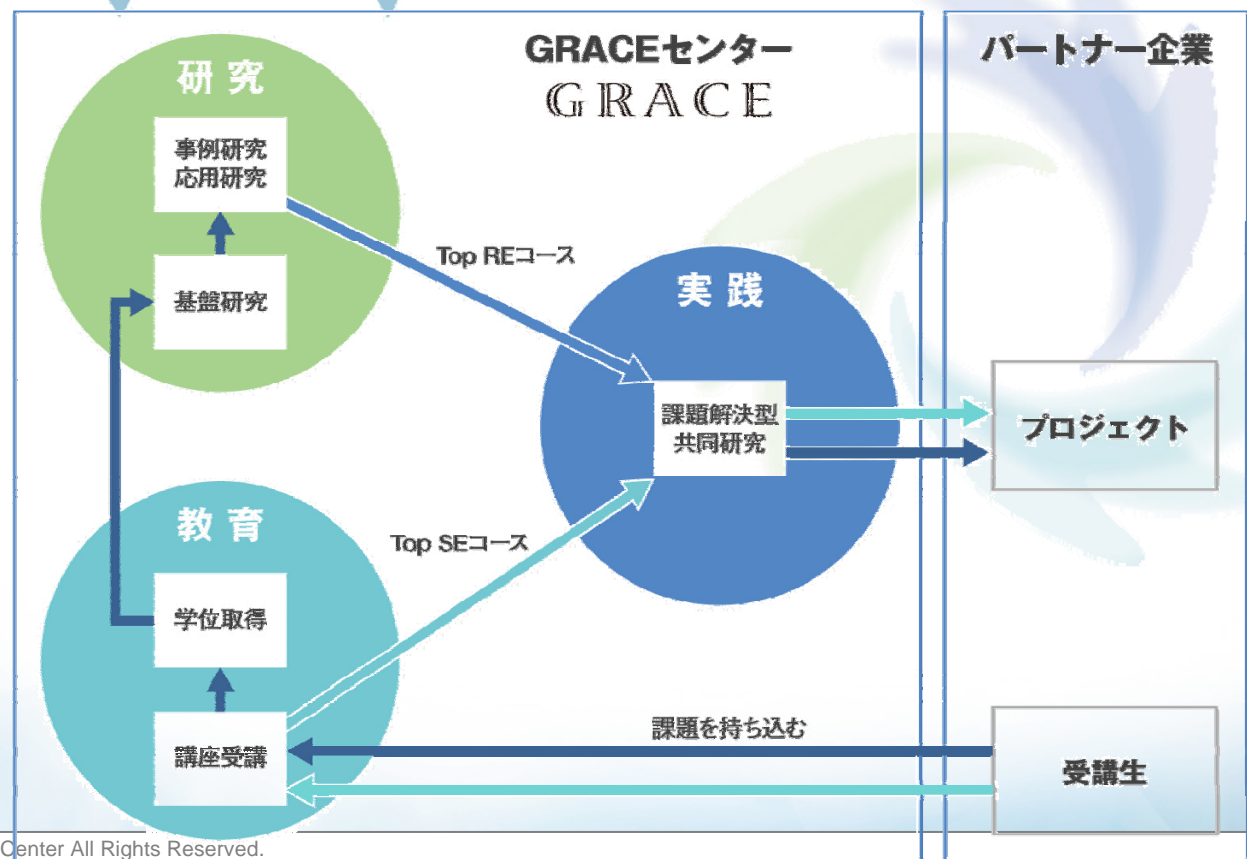 GRACEセンター
GRACE
パートナー企業
研究
事例研究
応用研究
基盤研究
Top REコース
実践
課題解決型
共同研究
プロジェクト
教育
Top SEコース
学位取得
講座受講
課題を持ち込む
受講生
Center All Rights Reserved.